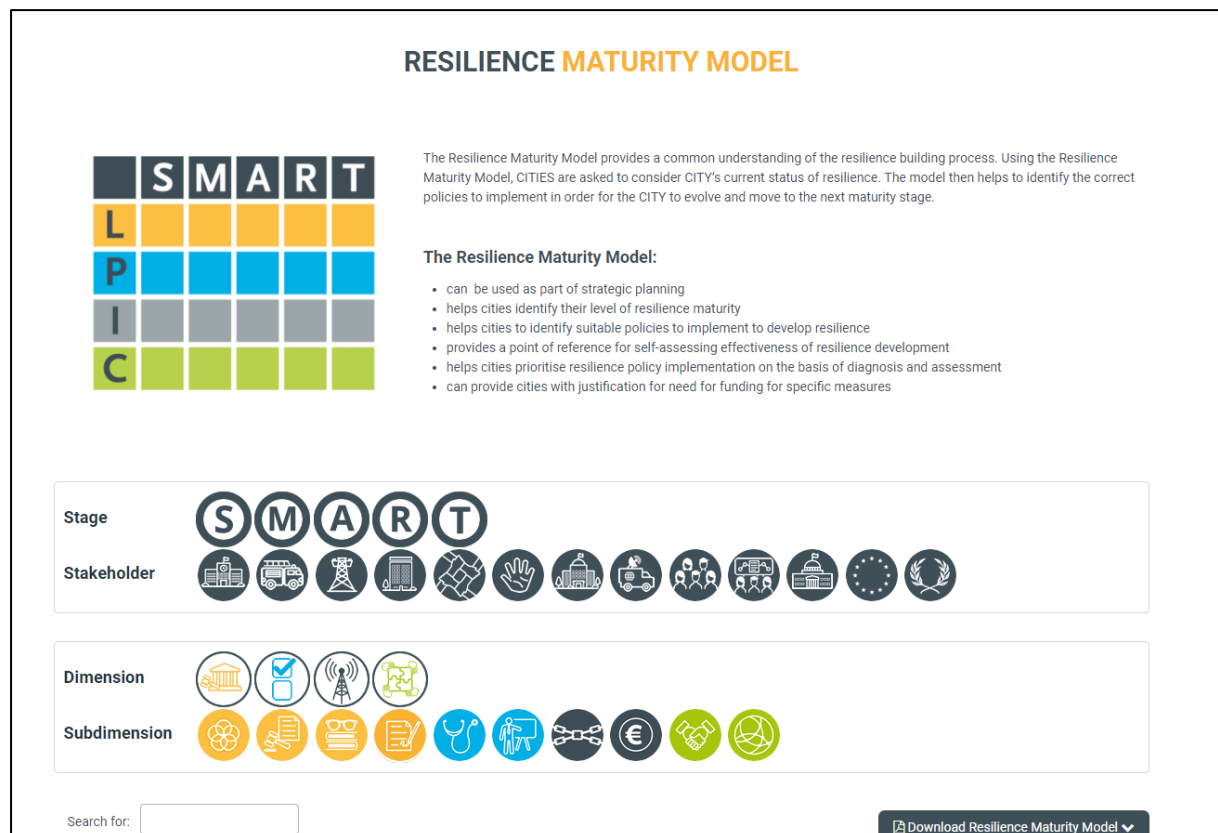 RESILIENCE MATURITY MODEL
S M A R T
L
P
I
C
The Resilience Maturity Model provides a common understanding of the resilience building process. Using the Resilience
Maturity Model, CITIES are asked to consider CITY's current status of resilience. The model then helps to identify the correct
policies to implement in order for the CITY to evolve and move to the next maturity stage.
The Resilience Maturity Model:
• can be used as part of strategic planning
• helps cities identify their level of resilience maturity
• helps cities to identify suitable policies to implement to develop resilience
• provides a point of reference for self-assessing effectiveness of resilience development
• helps cities prioritise resilience policy implementation on the basis of diagnosis and assessment
• can provide cities with justification for need for funding for specific measures
Stage S M A R T
Stakeholder
Dimension
Subdimension €
Search for:
Download Resilience Maturity Model